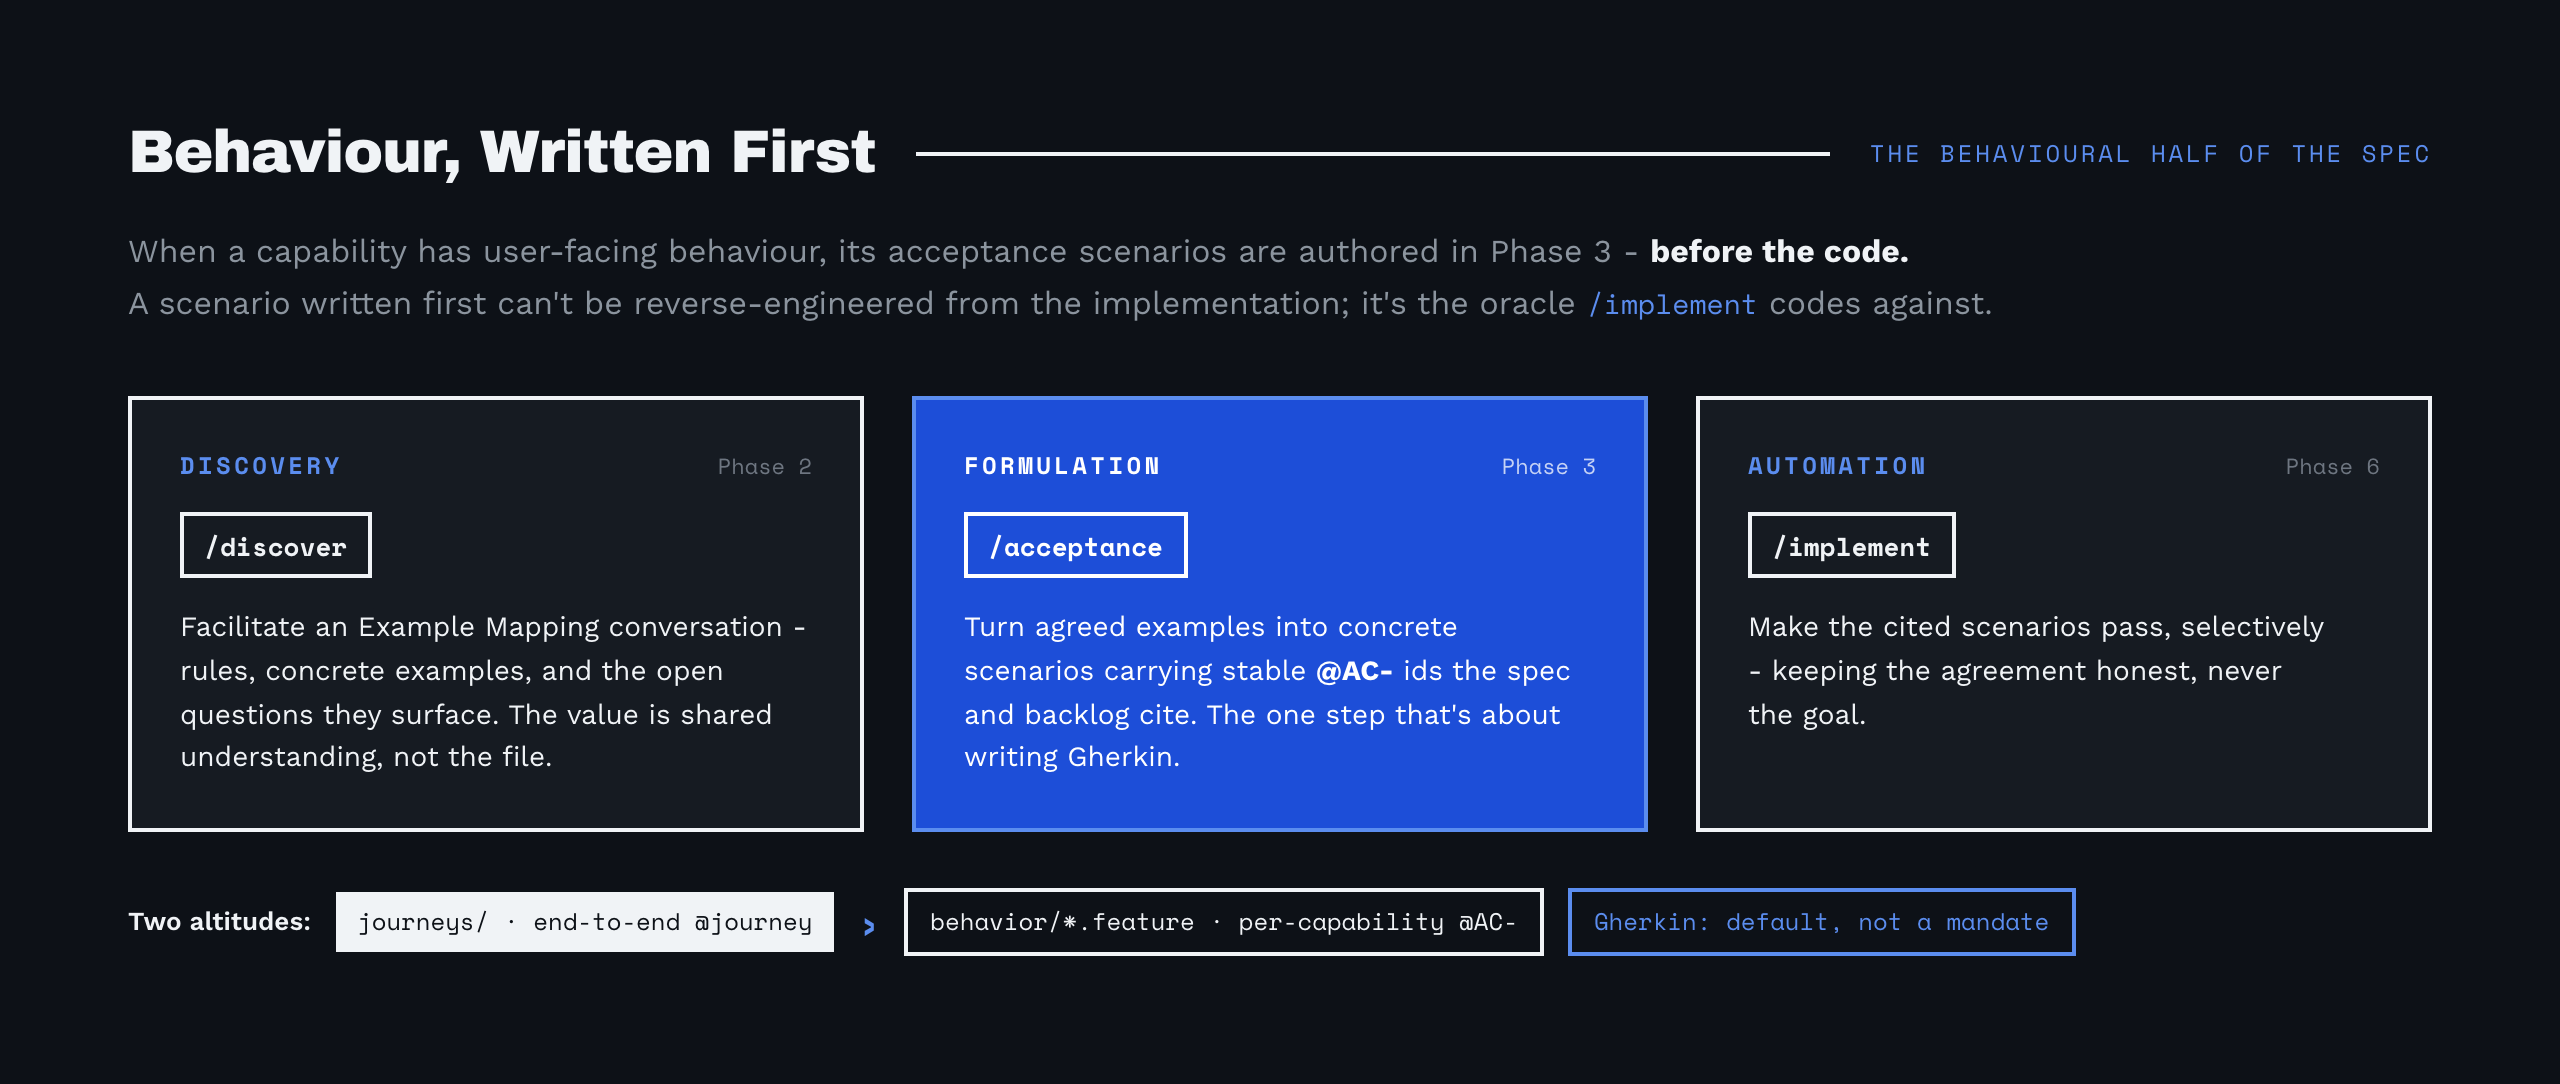 Behaviour, Written First
THE BEHAVIOURAL HALF OF THE SPEC
When a capability has user-facing behaviour, its acceptance scenarios are authored in Phase 3 - before the code.
A scenario written first can't be reverse-engineered from the implementation; it's the oracle /implement codes against.
DISCOVERY
Phase 2
/discover
Facilitate an Example Mapping conversation -
rules, concrete examples, and the open
questions they surface. The value is shared
understanding, not the file.
FORMULATION
Phase 3
/acceptance
Turn agreed examples into concrete
scenarios carrying stable @AC- ids the spec
and backlog cite. The one step that's about
writing Gherkin.
AUTOMATION
Phase 6
/implement
Make the cited scenarios pass, selectively
- keeping the agreement honest, never
the goal.
Two altitudes:
journeys/ · end-to-end @journey
›
behavior/*.feature · per-capability @AC-
Gherkin: default, not a mandate